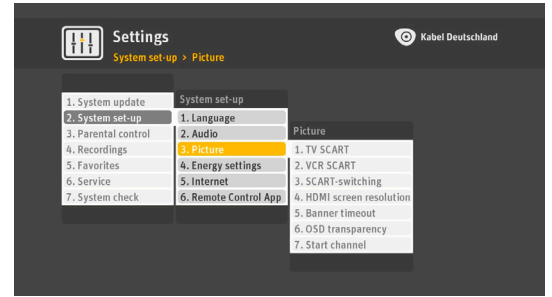 Settings
System set-up > Picture
Kabel Deutschland
1. System update
2. System set-up
3. Parental control
4. Recordings
5. Favorites
6. Service
7. System check
System set-up
1. Language
2. Audio
3. Picture
4. Energy settings
5. Internet
6. Remote Control App
Picture
1. TV SCART
2. VCR SCART
3. SCART-switching
4. HDMI screen resolution
5. Banner timeout
6. OSD transparency
7. Start channel